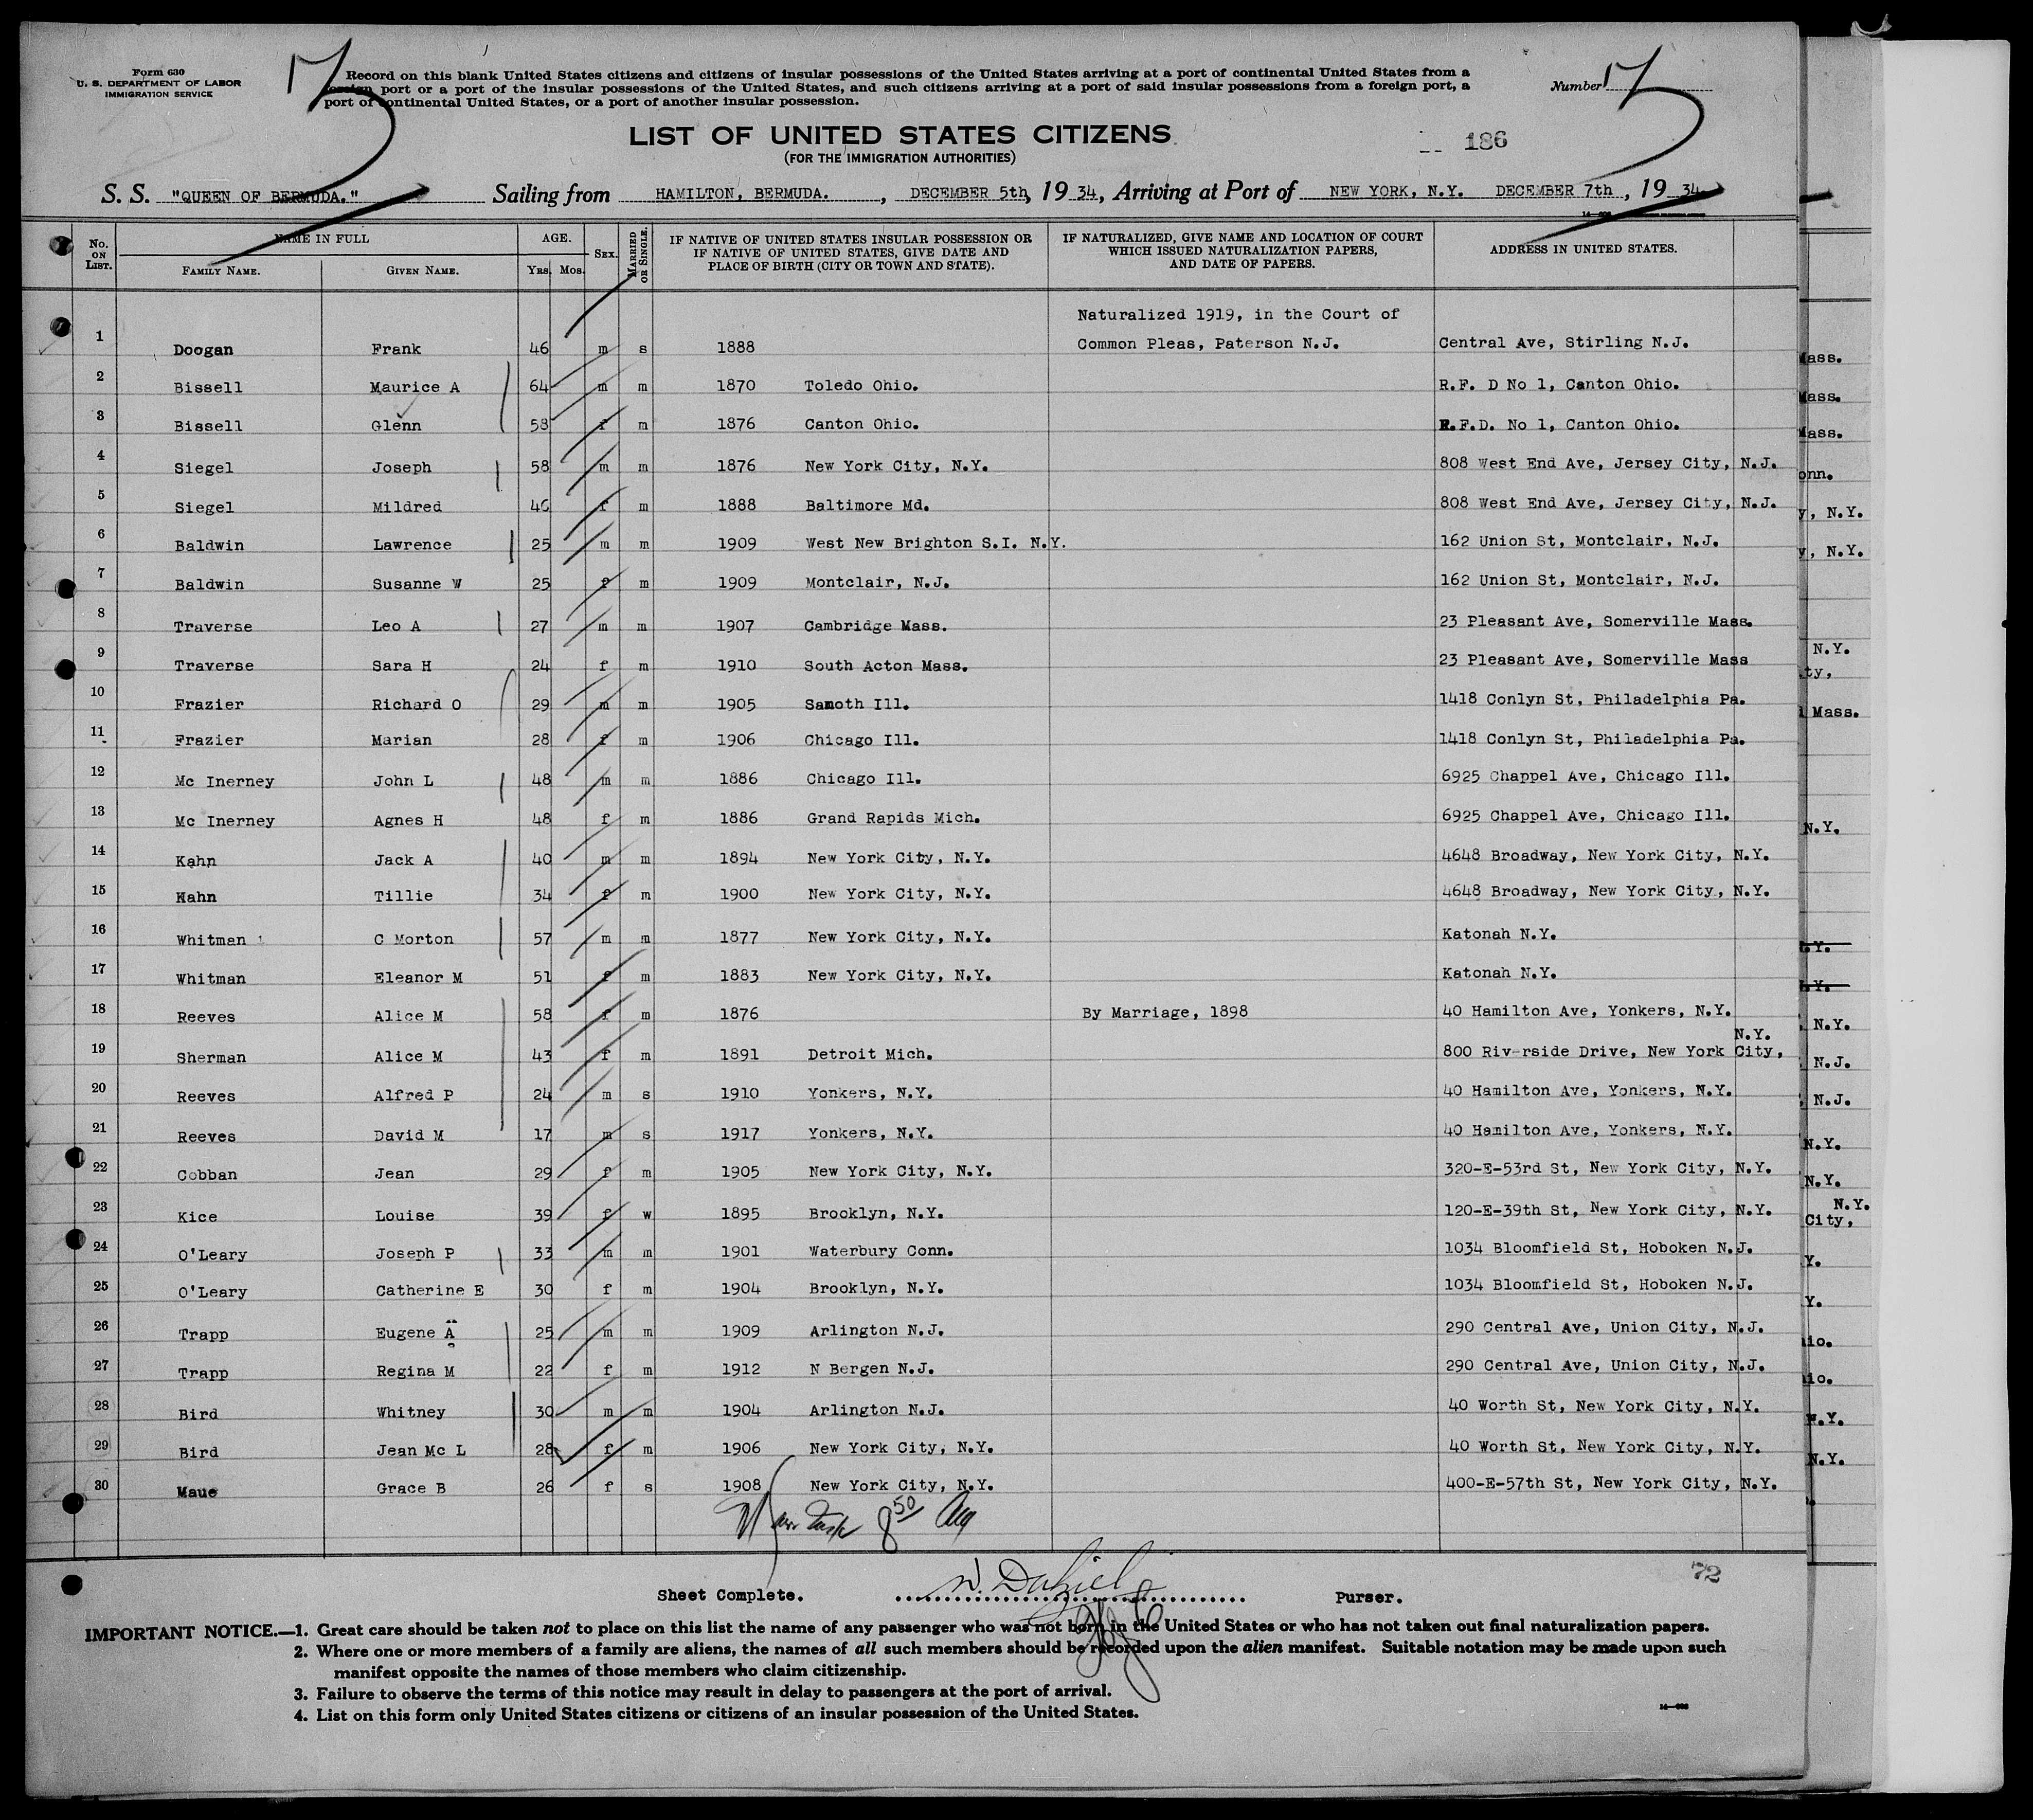 Form 630
U. S. DEPARTMENT OF LABOR
IMMIGRATION SERVICE
Record on this blank United States citizens and citizens of insular possessions of the United States arriving at a port of continental United States from a
foreign port or a port of the insular possessions of the United States, and such citizens arriving at a port of said insular possessions from a foreign port, a
port of continental United States, or a port of another insular possession.
Number
LIST OF UNITED STATES CITIZENS
(FOR THE IMMIGRATION AUTHORITIES)
186
S. S. "QUEEN OF BERMUDA." Sailing from HAMILTON, BERMUDA. , DECEMBER 5th, 19 34, Arriving at Port of NEW YORK, N.Y. DECEMBER 7th, 19 34
No. ON LIST. NAME IN FULL FAMILY NAME. GIVEN NAME. AGE. YRS. MOS. SEX. MARRIED OR SINGLE. IF NATIVE OF UNITED STATES INSULAR POSSESSION OR IF NATIVE OF UNITED STATES, GIVE DATE AND PLACE OF BIRTH (CITY OR TOWN AND STATE). IF NATURALIZED, GIVE NAME AND LOCATION OF COURT WHICH ISSUED NATURALIZATION PAPERS, AND DATE OF PAPERS. ADDRESS IN UNITED STATES.
Naturalized 1919, in the Court of
1 Doogan Frank 46 m s 1888 Common Pleas, Paterson N.J. Central Ave, Stirling N.J.
2 Bissell Maurice A 64 m m 1870 Toledo Ohio. R.F. D No 1, Canton Ohio.
3 Bissell Glenn 58 f m 1876 Canton Ohio. R.F.D. No 1, Canton Ohio.
4 Siegel Joseph 58 m m 1876 New York City, N.Y. 808 West End Ave, Jersey City, N.J.
5 Siegel Mildred 46 f m 1888 Baltimore Md. 808 West End Ave, Jersey City, N.J.
6 Baldwin Lawrence 25 m m 1909 West New Brighton S.I. N.Y. 162 Union St, Montclair, N.J.
7 Baldwin Susanne W 25 f m 1909 Montclair, N.J. 162 Union St, Montclair, N.J.
8 Traverse Leo A 27 m m 1907 Cambridge Mass. 23 Pleasant Ave, Somerville Mass.
9 Traverse Sara H 24 f m 1910 South Acton Mass. 23 Pleasant Ave, Somerville Mass
10 Frazier Richard O 29 m m 1905 Samoth Ill. 1418 Conlyn St, Philadelphia Pa.
11 Frazier Marian 28 f m 1906 Chicago Ill. 1418 Conlyn St, Philadelphia Pa.
12 Mc Inerney John L 48 m m 1886 Chicago Ill. 6925 Chappel Ave, Chicago Ill.
13 Mc Inerney Agnes H 48 f m 1886 Grand Rapids Mich. 6925 Chappel Ave, Chicago Ill.
14 Kahn Jack A 40 m m 1894 New York City, N.Y. 4648 Broadway, New York City, N.Y.
15 Kahn Tillie 34 f m 1900 New York City, N.Y. 4648 Broadway, New York City, N.Y.
16 Whitman C Morton 57 m m 1877 New York City, N.Y. Katonah N.Y.
17 Whitman Eleanor M 51 f m 1883 New York City, N.Y. Katonah N.Y.
18 Reeves Alice M 58 f m 1876 By Marriage, 1898 40 Hamilton Ave, Yonkers, N.Y.
N.Y.
19 Sherman Alice M 43 f m 1891 Detroit Mich. 800 Riverside Drive, New York City,
20 Reeves Alfred P 24 m s 1910 Yonkers, N.Y. 40 Hamilton Ave, Yonkers, N.Y.
21 Reeves David M 17 m s 1917 Yonkers, N.Y. 40 Hamilton Ave, Yonkers, N.Y.
22 Cobban Jean 29 f m 1905 New York City, N.Y. 320-E-53rd St, New York City, N.Y.
23 Kice Louise 39 f w 1895 Brooklyn, N.Y. 120-E-39th St, New York City, N.Y.
24 O'Leary Joseph P 33 m m 1901 Waterbury Conn. 1034 Bloomfield St, Hoboken N.J.
25 O'Leary Catherine E 30 f m 1904 Brooklyn, N.Y. 1034 Bloomfield St, Hoboken N.J.
26 Trapp Eugene A 25 m m 1909 Arlington N.J. 290 Central Ave, Union City, N.J.
27 Trapp Regina M 22 f m 1912 N Bergen N.J. 290 Central Ave, Union City, N.J.
28 Bird Whitney 30 m m 1904 Arlington N.J. 40 Worth St, New York City, N.Y.
29 Bird Jean Mc L 28 f m 1906 New York City, N.Y. 40 Worth St, New York City, N.Y.
30 Maue Grace B 26 f s 1908 New York City, N.Y. 400-E-57th St, New York City, N.Y.
8 50
72
Sheet Complete. Purser.
IMPORTANT NOTICE.—1. Great care should be taken not to place on this list the name of any passenger who was not born in the United States or who has not taken out final naturalization papers.
2. Where one or more members of a family are aliens, the names of all such members should be recorded upon the alien manifest. Suitable notation may be made upon such
manifest opposite the names of those members who claim citizenship.
3. Failure to observe the terms of this notice may result in delay to passengers at the port of arrival.
4. List on this form only United States citizens or citizens of an insular possession of the United States.